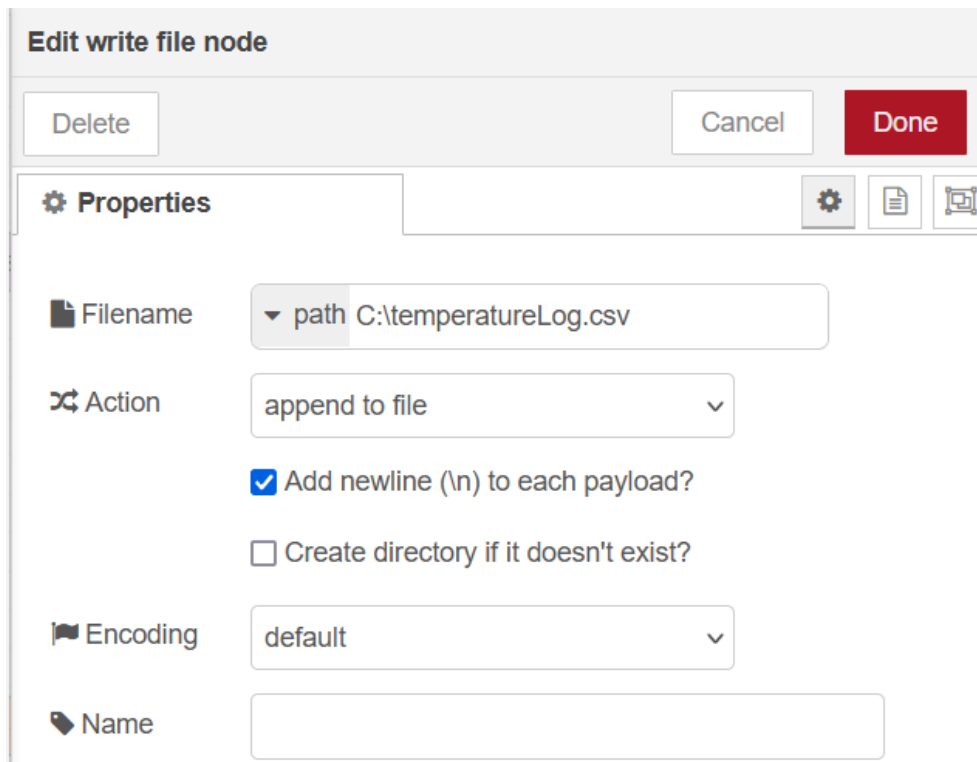 Edit write file node
Delete Cancel Done
Properties
Filename path C:\temperatureLog.csv
Action append to file
Add newline (\n) to each payload?
Create directory if it doesn't exist?
Encoding default
Name